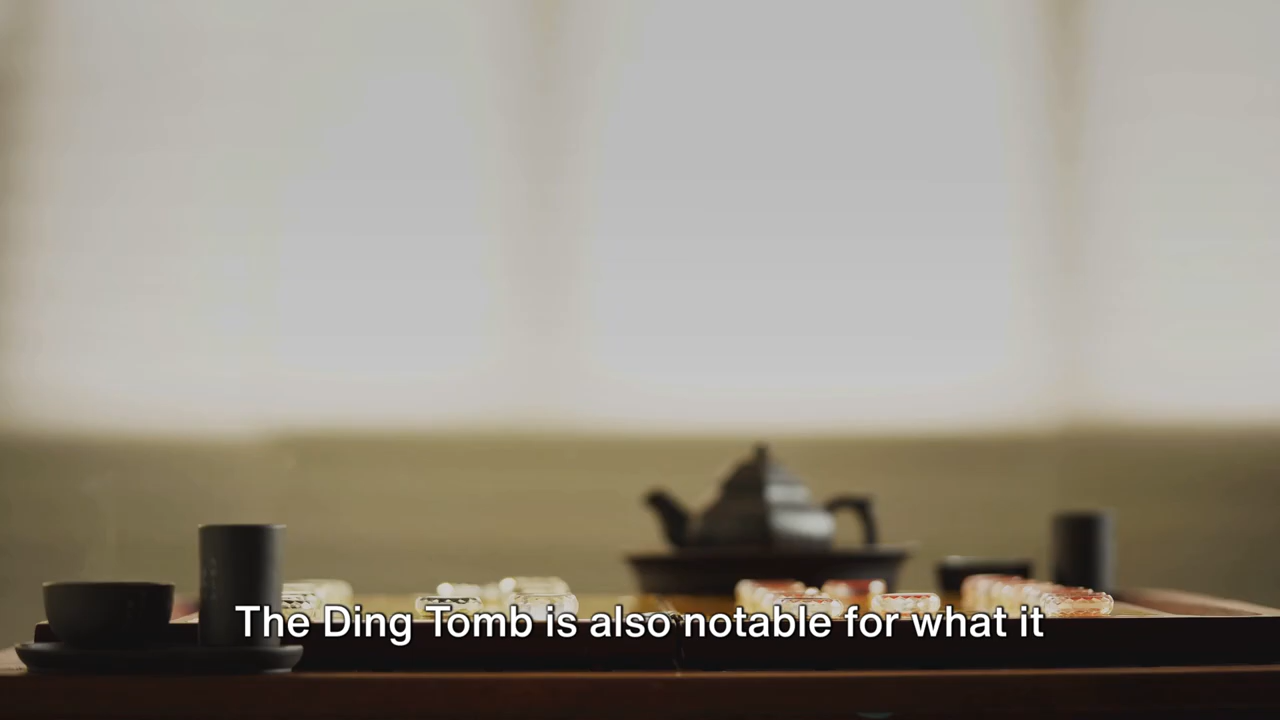 The Ding Tomb is also notable for what it